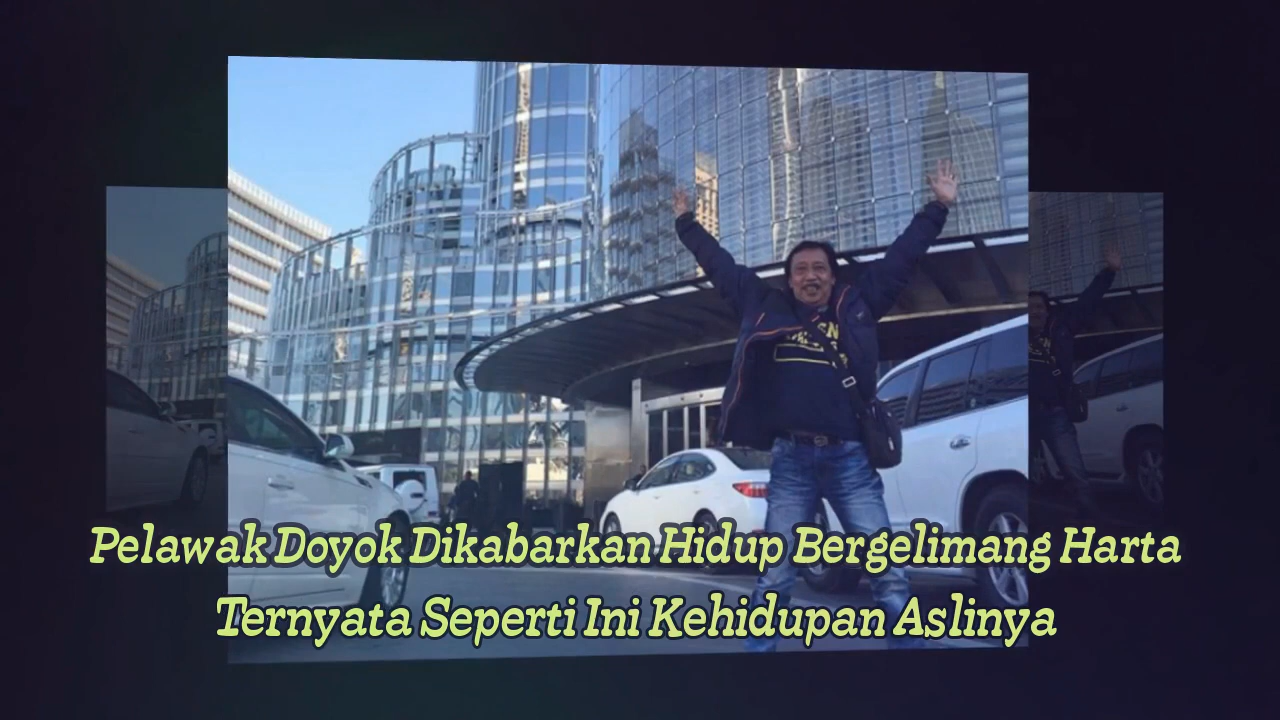 Pelawak Doyok Dikabarkan Hidup Bergelimang Harta
Ternyata Seperti Ini Kehidupan Aslinya